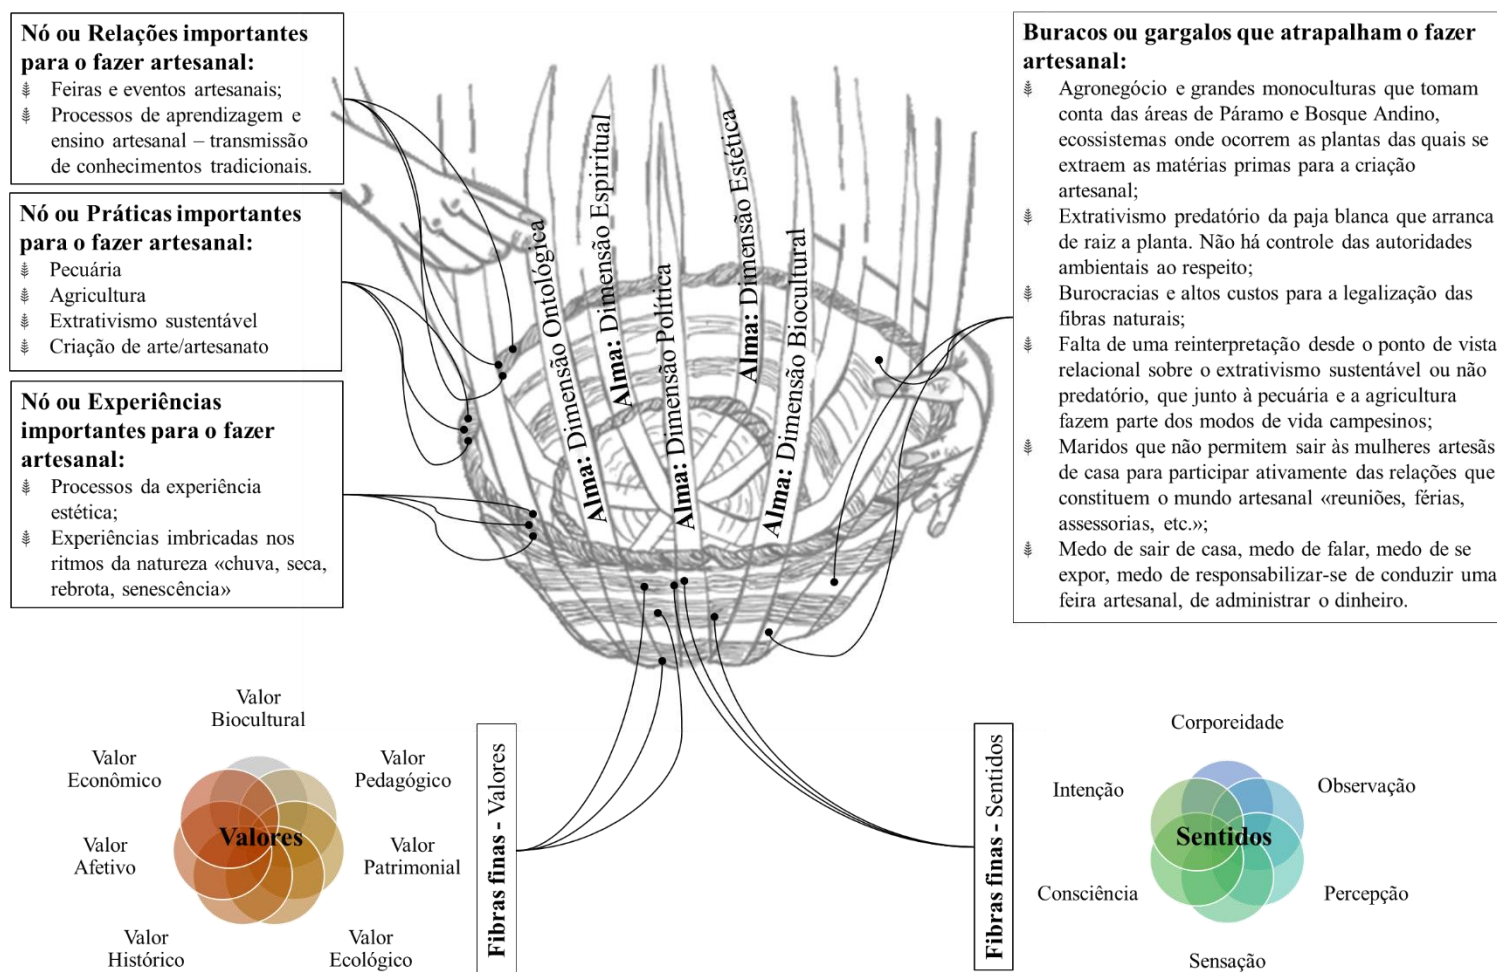 Nó ou Relações importantes
para o fazer artesanal:
Feiras e eventos artesanais;
Processos de aprendizagem e
ensino artesanal – transmissão
de conhecimentos tradicionais.
Nó ou Práticas importantes
para o fazer artesanal:
Pecuária
Agricultura
Extrativismo sustentável
Criação de arte/artesanato
Nó ou Experiências
importantes para o fazer
artesanal:
Processos da experiência
estética;
Experiências imbricadas nos
ritmos da natureza «chuva, seca,
rebrota, senescência»
Alma: Dimensão Ontológica
Alma: Dimensão Espiritual
Alma: Dimensão Política
Alma: Dimensão Estética
Alma: Dimensão Biocultural
Buracos ou gargalos que atrapalham o fazer
artesanal:
Agronegócio e grandes monoculturas que tomam
conta das áreas de Páramo e Bosque Andino,
ecossistemas onde ocorrem as plantas das quais se
extraem as matérias primas para a criação
artesanal;
Extrativismo predatório da paja blanca que arranca
de raiz a planta. Não há controle das autoridades
ambientais ao respeito;
Burocracias e altos custos para a legalização das
fibras naturais;
Falta de uma reinterpretação desde o ponto de vista
relacional sobre o extrativismo sustentável ou não
predatório, que junto à pecuária e a agricultura
fazem parte dos modos de vida campesinos;
Maridos que não permitem sair às mulheres artesãs
de casa para participar ativamente das relações que
constituem o mundo artesanal «reuniões, férias,
assessorias, etc.»;
Medo de sair de casa, medo de falar, medo de se
expor, medo de responsabilizar-se de conduzir uma
feira artesanal, de administrar o dinheiro.
Valor
Biocultural
Valor
Econômico
Valor
Pedagógico
Valores
Valor
Afetivo
Valor
Patrimonial
Valor
Histórico
Valor
Ecológico
Fibras finas - Valores
Fibras finas - Sentidos
Corporeidade
Intenção
Observação
Sentidos
Consciência
Percepção
Sensação